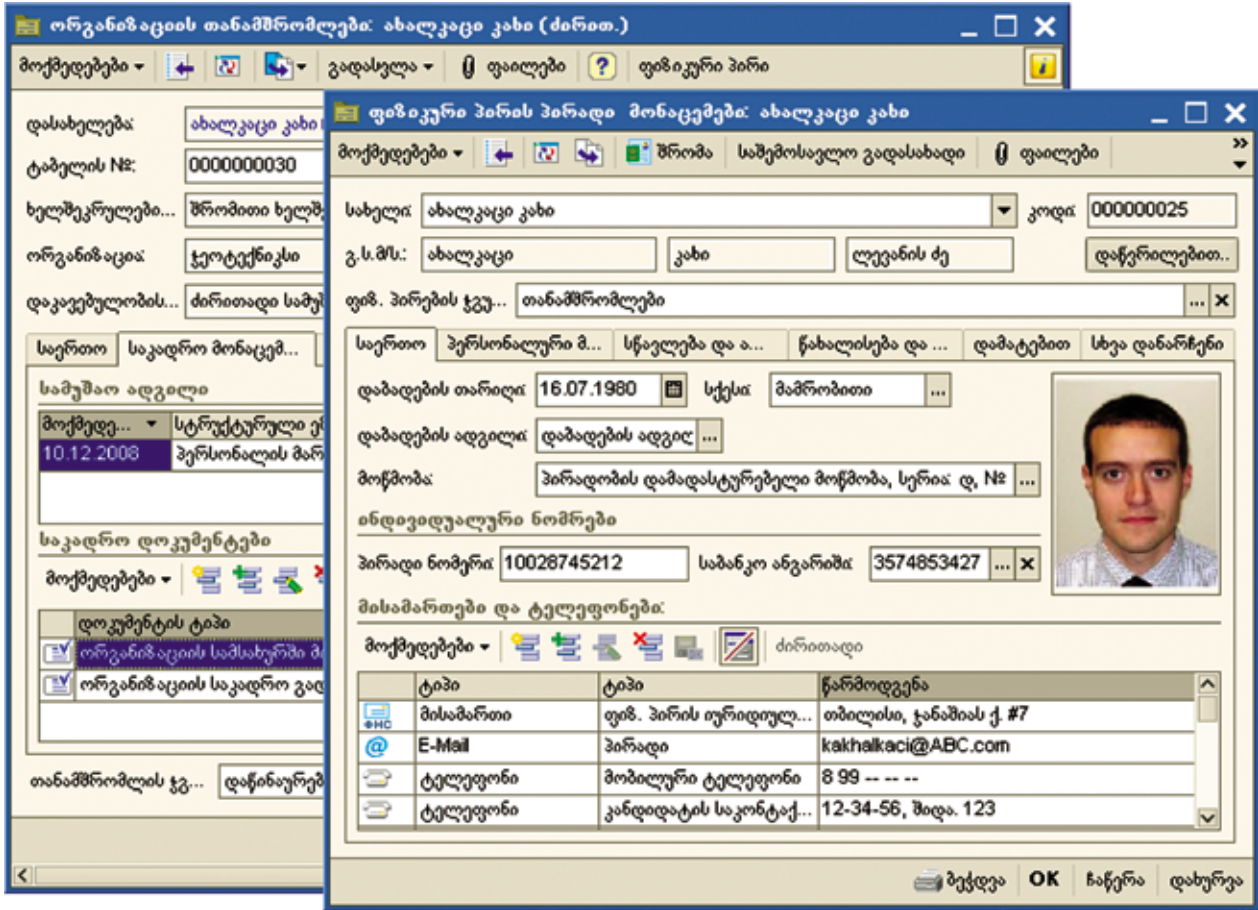 ორგანიზაციის თანამშრომლები: ახალკაცი კახი (ძირით.)
მოქმედებები გადასვლა ფაილები ? ფიზიკური პირი
დასახელება: ახალკაცი კახი
ტაბელის №: 0000000030
ხელშეკრულები... შრომითი
ორგანიზაცია: ჯეოტექნიკსი
დაკავებულობის... ძირითადი
საერთო საკადრო მონაცემ...
სამუშაო ადგილი
მოქმედე... სტრუქტურული
10.12.2008 პერსონალის
საკადრო დოკუმენტები
მოქმედებები
დოკუმენტის ტიპი
ორგანიზაციის სამსახურში
ორგანიზაციის საკადრო
თანამშრომლის ჯგ...
ფიზიკური პირის პირადი მონაცემები: ახალკაცი კახი
მოქმედებები შრომა საშემოსავლო გადასახადი ფაილები »
სახელი: ახალკაცი კახი კოდი: 000000025
გ.ს.მ/ს.: ახალკაცი კახი ლევანის ძე დაწვრილებით..
ფიზ. პირების ჯგუ... თანამშრომლები ... ×
საერთო პერსონალური მ... სწავლება და ა... წახალისება და ... დამატებით სხვა დანარჩენი
დაბადების თარიღი: 16.07.1980 სქესი: მამრობითი ...
დაბადების ადგილი: დაბადების ადგილ ...
მოწმობა: პირადობის დამადასტურებელი მოწმობა, სერია: დ, № ...
ინდივიდუალური ნომრები
პირადი ნომერი: 10028745212 საბანკო ანგარიში: 3574853427 ... ×
მისამართები და ტელეფონები:
მოქმედებები ძირითადი
ტიპი ტიპი წარმოდგენა
ФНС მისამართი ფიზ. პირის იურიდიულ... თბილისი, ჯანაშიას ქ. #7
@ E-Mail პირადი kakhalkaci@ABC.com
ტელეფონი მობილური ტელეფონი 8 99 -- -- --
ტელეფონი კანდიდატის საკონტაქ... 12-34-56, შიდა. 123
ბეჭდვა OK ჩაწერა დახურვა